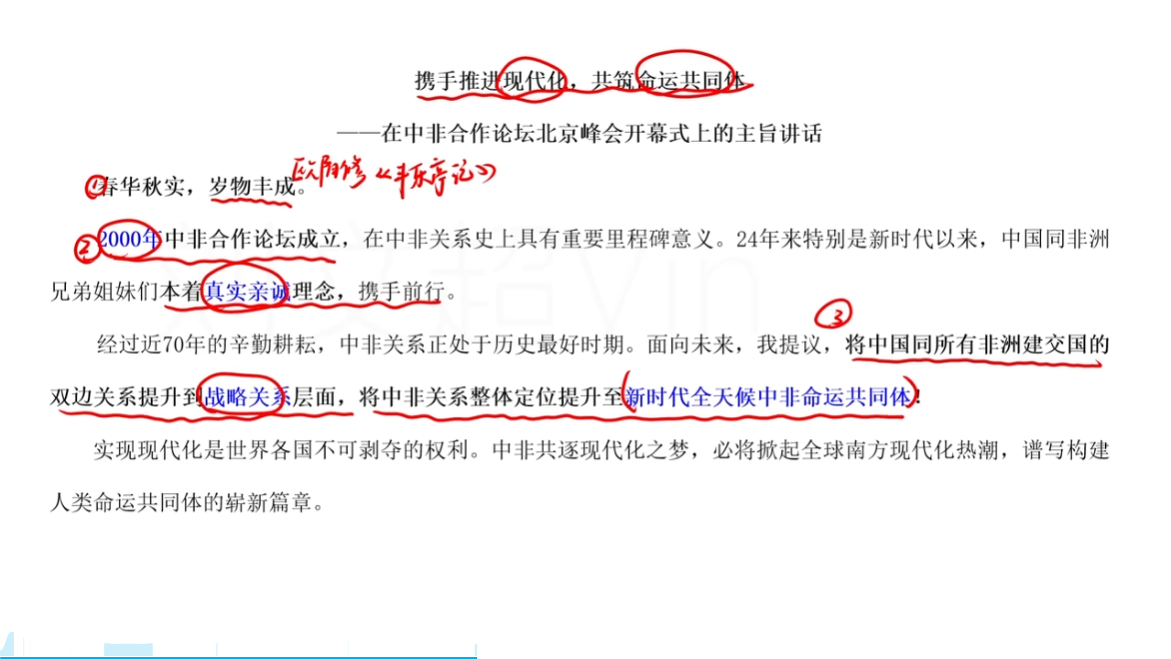 携手推进现代化，共筑命运共同体
——在中非合作论坛北京峰会开幕式上的主旨讲话
①春华秋实，岁物丰成。欧阳修《丰乐亭记》
②2000年中非合作论坛成立，在中非关系史上具有重要里程碑意义。24年来特别是新时代以来，中国同非洲
兄弟姐妹们本着真实亲诚理念，携手前行。
③
经过近70年的辛勤耕耘，中非关系正处于历史最好时期。面向未来，我提议，将中国同所有非洲建交国的
双边关系提升到战略关系层面，将中非关系整体定位提升至(新时代全天候中非命运共同体)！
实现现代化是世界各国不可剥夺的权利。中非共逐现代化之梦，必将掀起全球南方现代化热潮，谱写构建
人类命运共同体的崭新篇章。